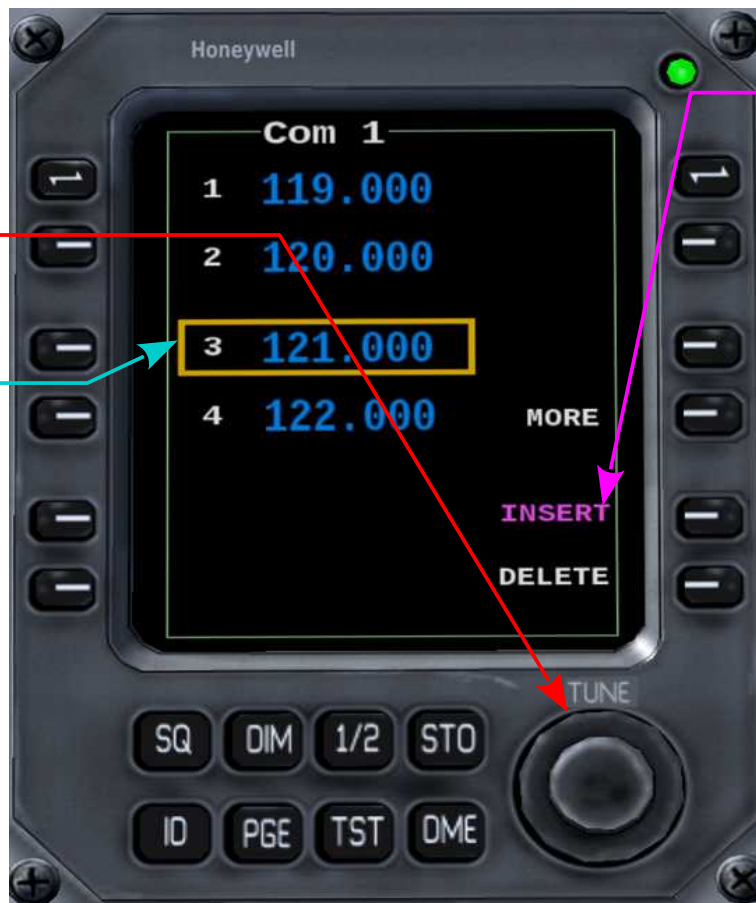 Honeywell
Com 1
1 119.000
2 120.000
3 121.000
4 122.000 MORE
INSERT
DELETE
TUNE
SQ DIM 1/2 STO
ID PGE TST DME